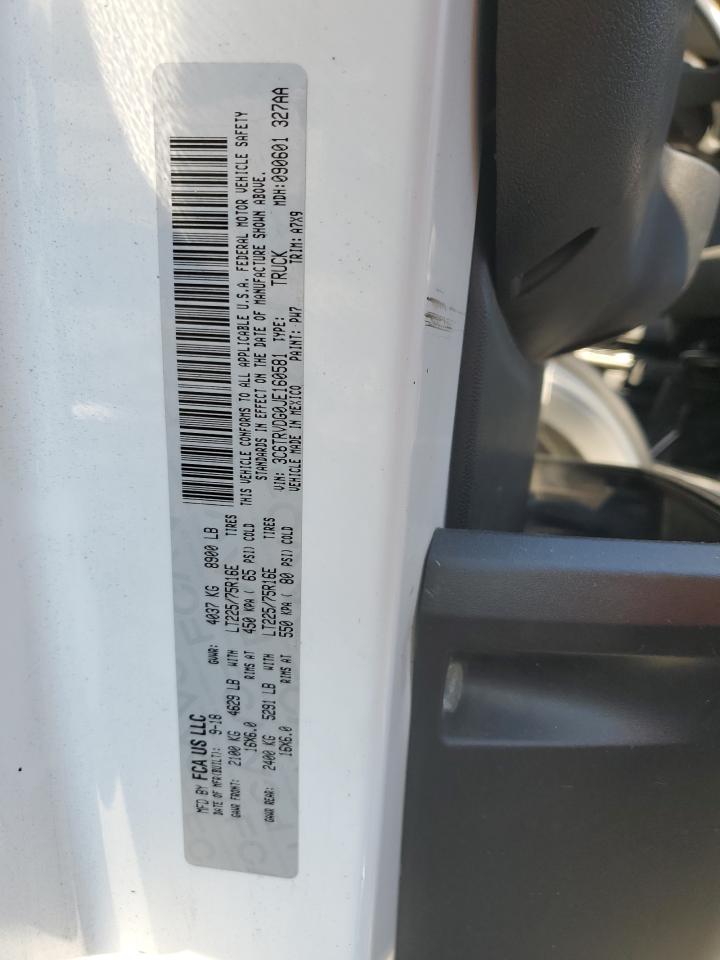 MFD BY FCA US LLC
DATE OF MFR(BUILT): 9-18 GVWR: 4037 KG 8900 LB
GAWR FRONT: 2100 KG 4629 LB WITH LT225/75R16E TIRES
16X6.0 RIMS AT 450 KPA ( 65 PSI) COLD
GAWR REAR: 2400 KG 5291 LB WITH LT225/75R16E TIRES
16X6.0 RIMS AT 550 KPA ( 80 PSI) COLD
THIS VEHICLE CONFORMS TO ALL APPLICABLE U.S.A. FEDERAL MOTOR VEHICLE SAFETY
STANDARDS IN EFFECT ON THE DATE OF MANUFACTURE SHOWN ABOVE.
VIN: 3C6TRVDG0JE160581 TYPE: TRUCK MDH:090601 327AA
VEHICLE MADE IN MEXICO PAINT: PW7 TRIM: A7X9